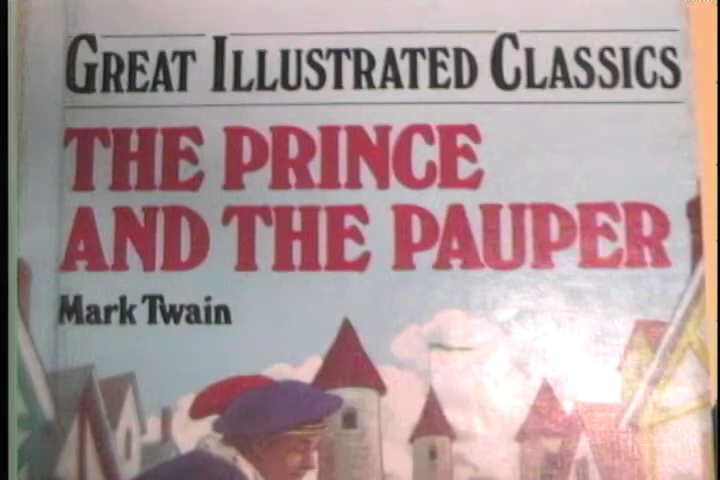 GREAT ILLUSTRATED CLASSICS
THE PRINCE
AND THE PAUPER
Mark Twain